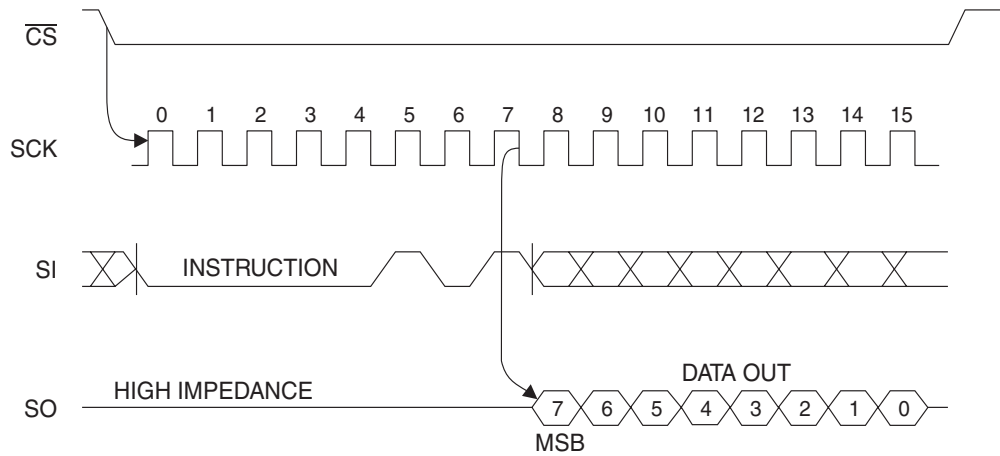 CS
0 1 2 3 4 5 6 7 8 9 10 11 12 13 14 15
SCK
SI INSTRUCTION
DATA OUT
HIGH IMPEDANCE
SO 7 6 5 4 3 2 1 0
MSB